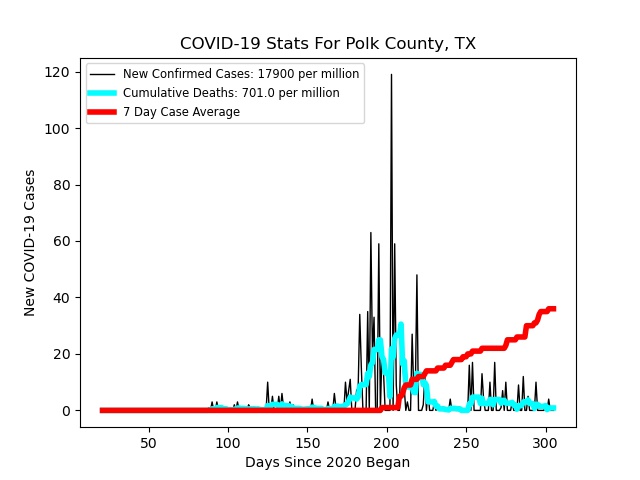 COVID-19 Stats For Polk County, TX
New Confirmed Cases: 17900 per million
Cumulative Deaths: 701.0 per million
7 Day Case Average
120
100
80
60
40
20
0
New COVID-19 Cases
50 100 150 200 250 300
Days Since 2020 Began